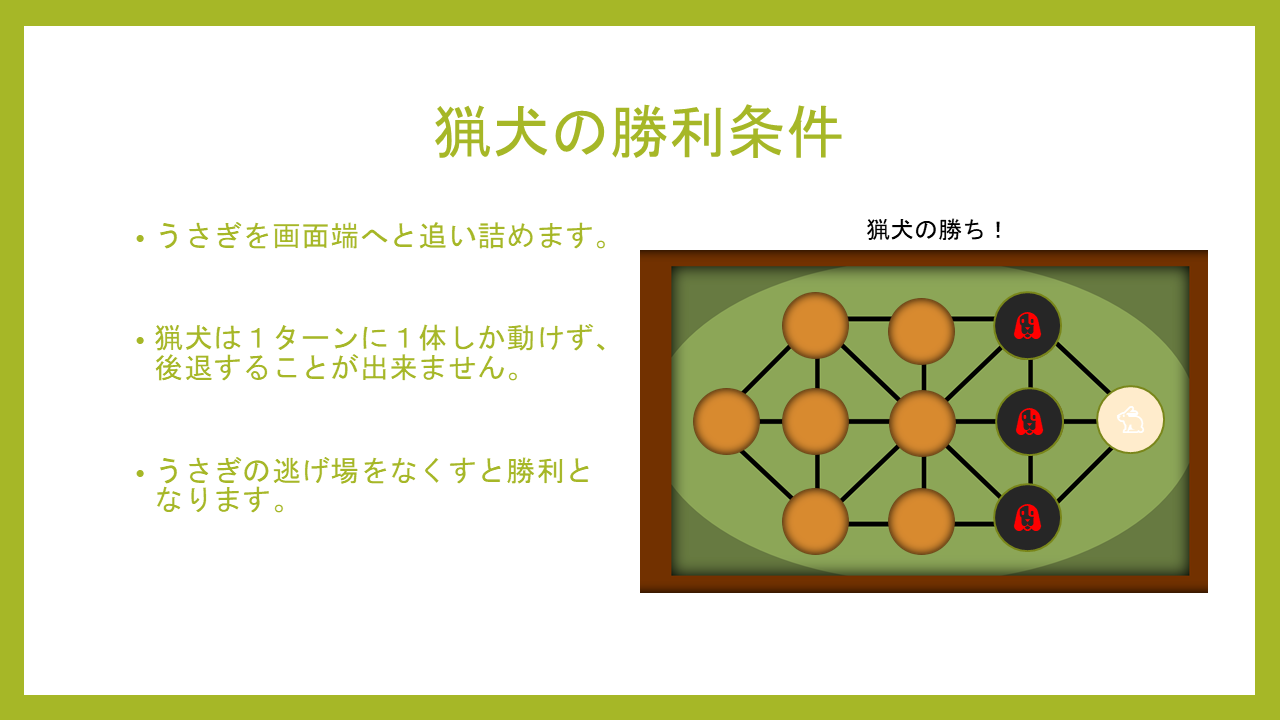 猟犬の勝利条件
• うさぎを画面端へと追い詰めます。
• 猟犬は１ターンに１体しか動けず、
後退することが出来ません。
• うさぎの逃げ場をなくすと勝利と
なります。
猟犬の勝ち！